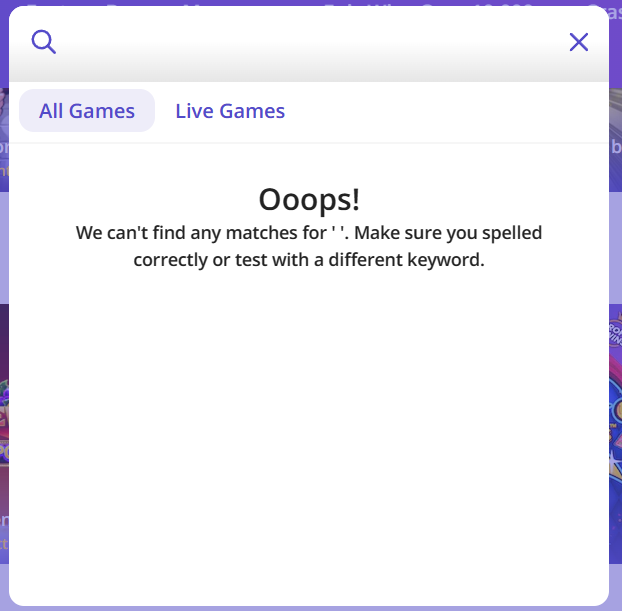 All Games
Live Games
Ooops!
We can't find any matches for ' '. Make sure you spelled
correctly or test with a different keyword.